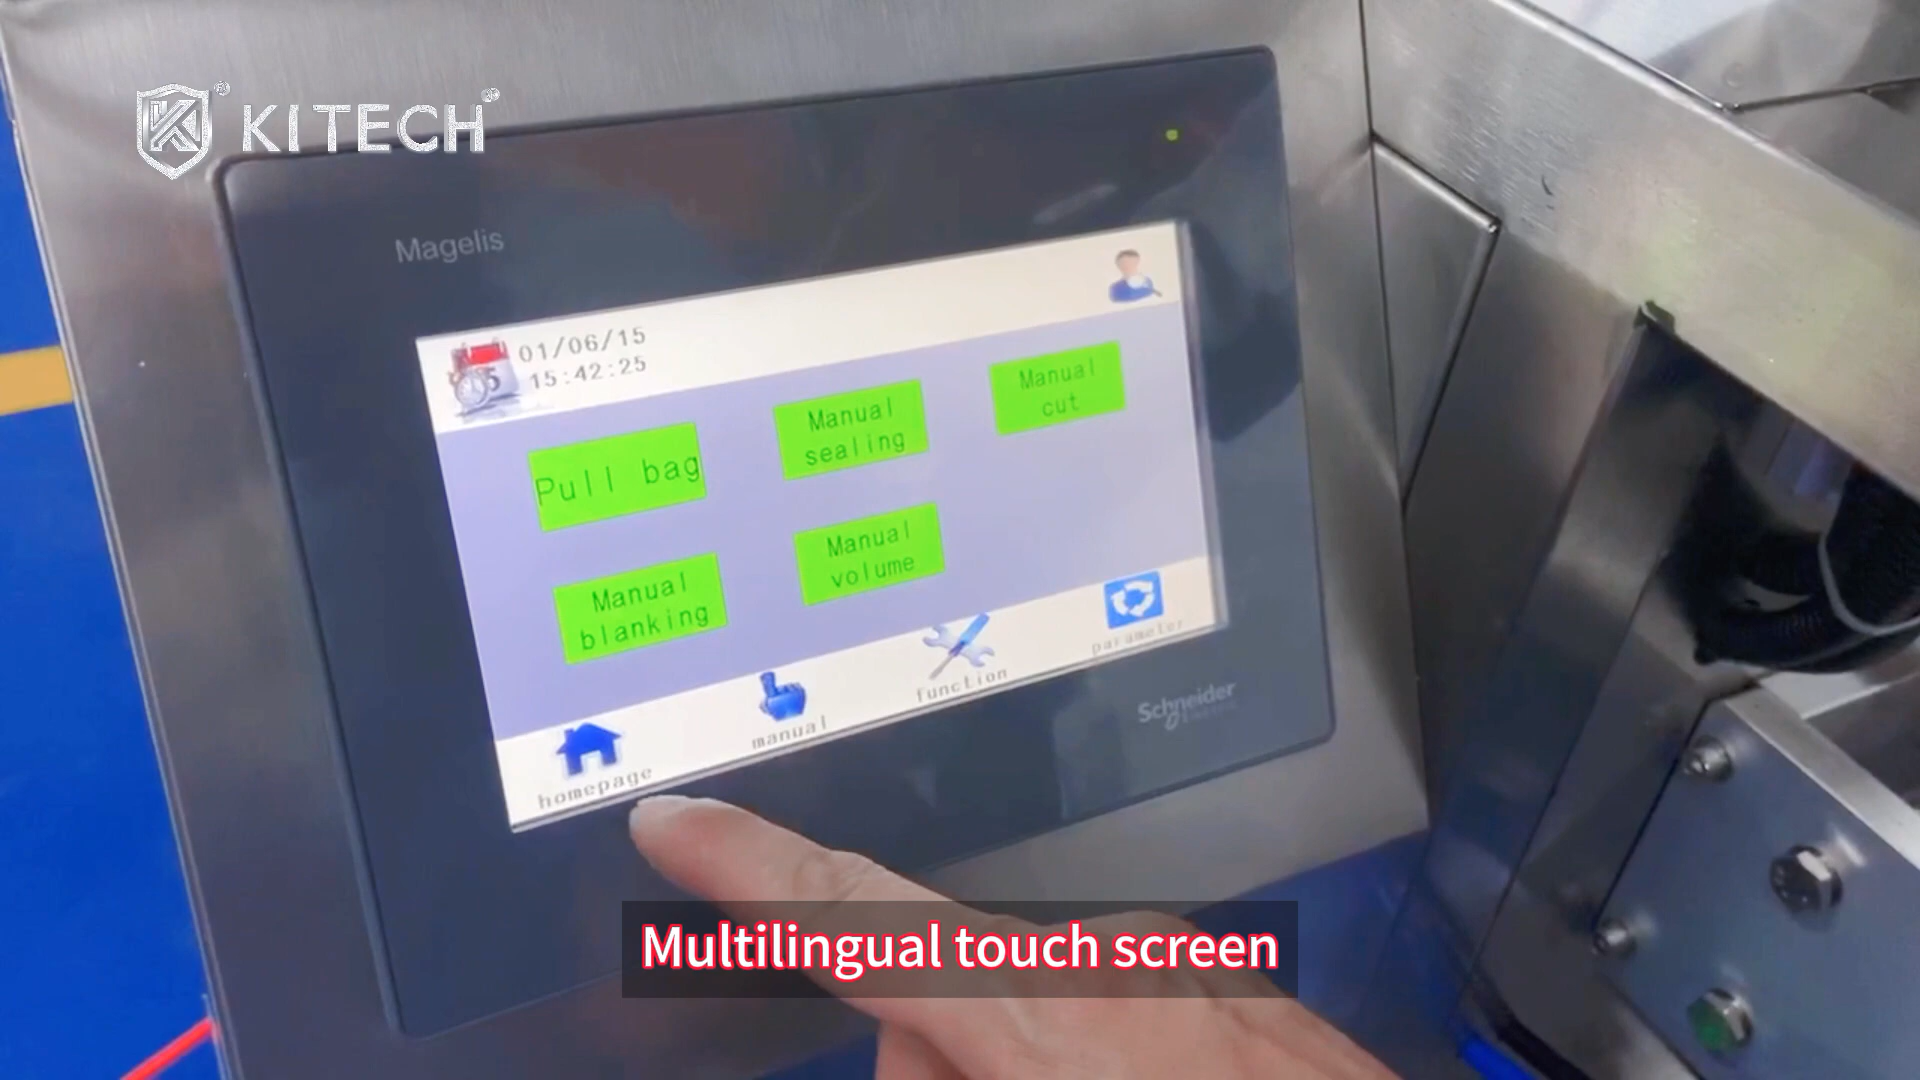 KITECH
Magelis
01/06/15
15:42:25
Pull bag
Manual
sealing
Manual
cut
Manual
blanking
Manual
volume
homepage
manual
function
parameter
Schneider
Electric
Multilingual touch screen